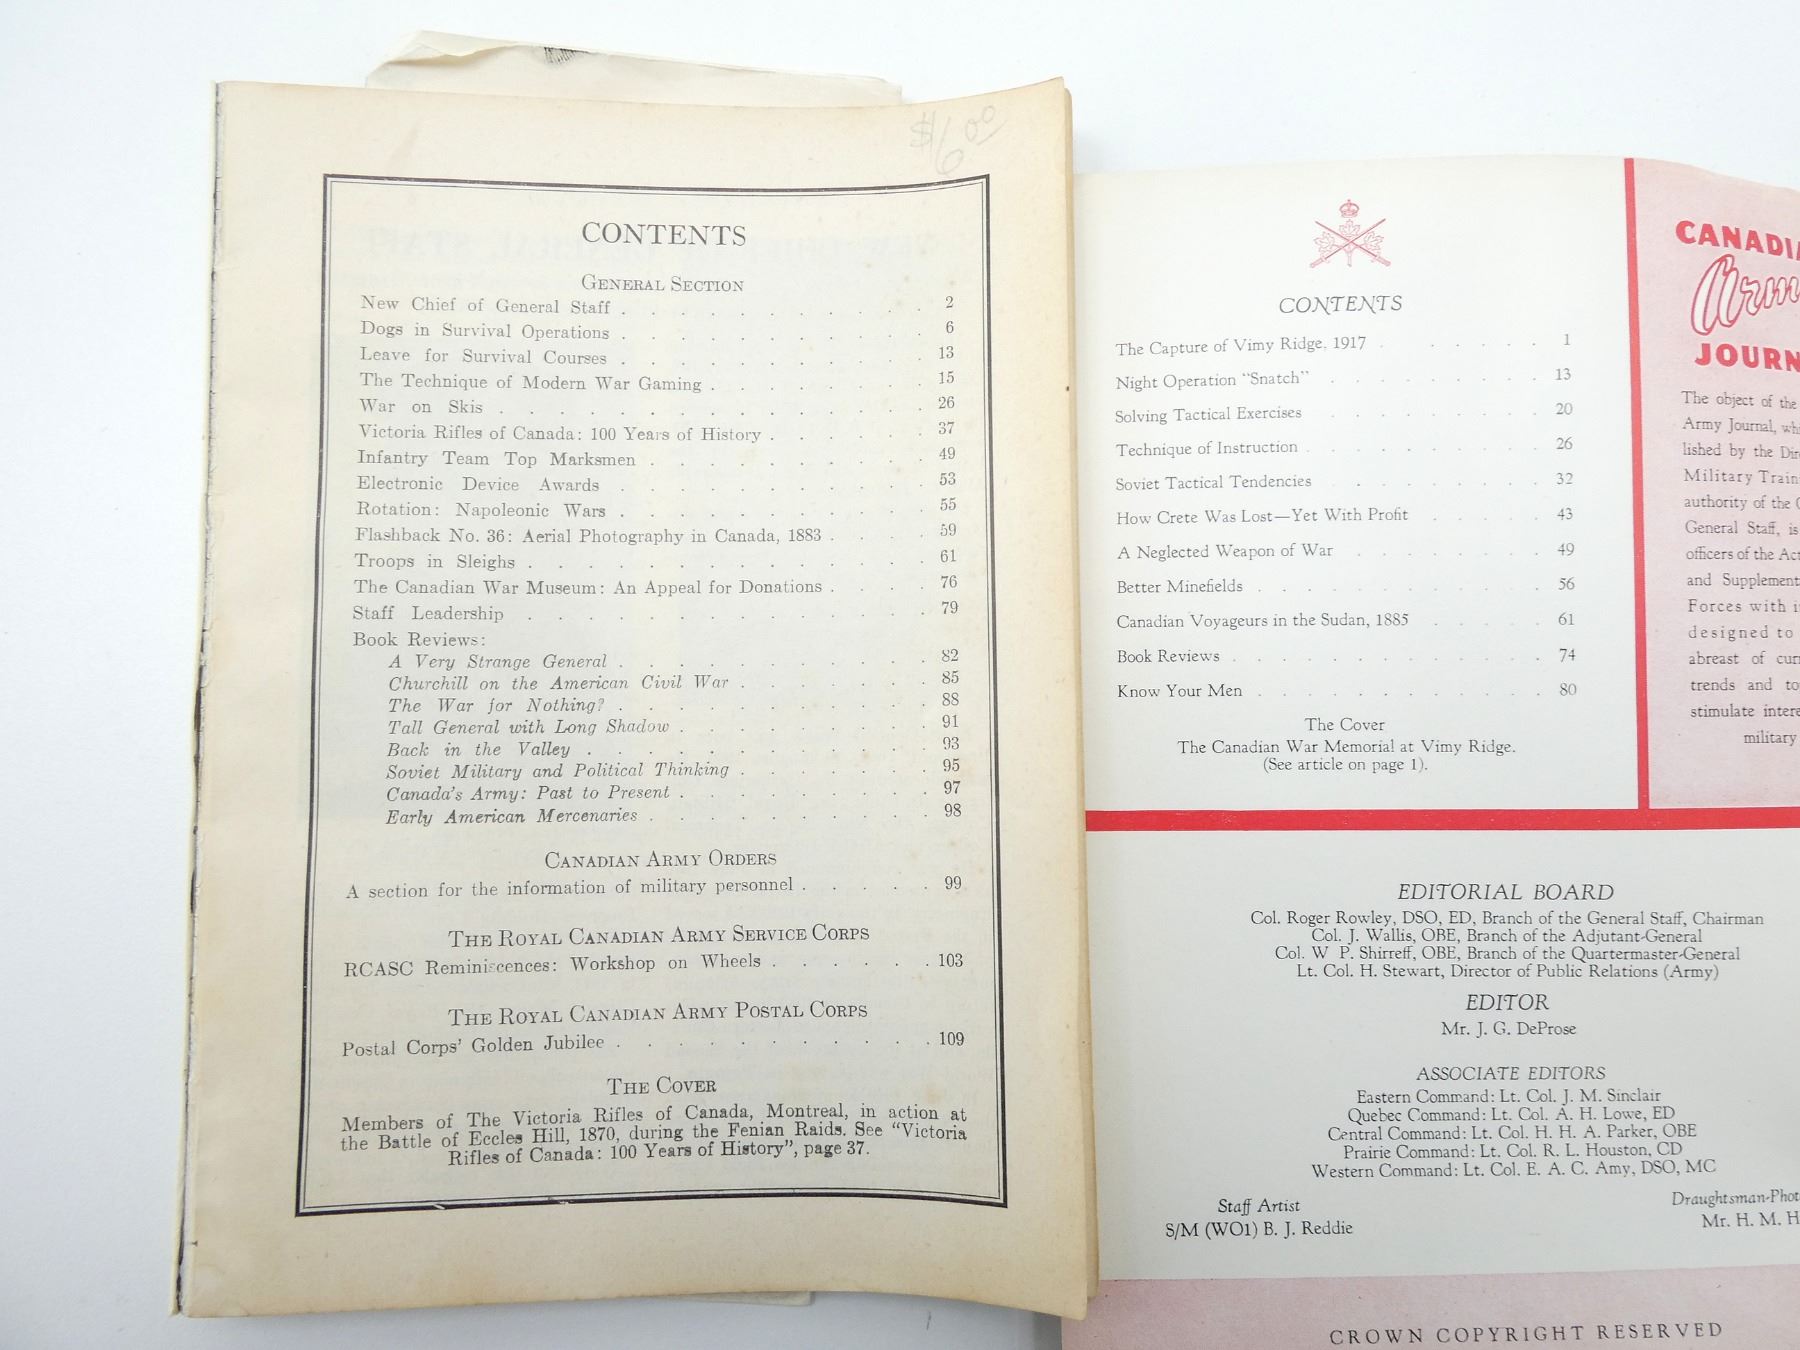 $6.00
CONTENTS
GENERAL SECTION
New Chief of General Staff . . . . . . . . . . . 2
Dogs in Survival Operations . . . . . . . . . . . 6
Leave for Survival Courses . . . . . . . . . . . 13
The Technique of Modern War Gaming . . . . . . . . 15
War on Skis . . . . . . . . . . . . . . . 26
Victoria Rifles of Canada: 100 Years of History . . . . . . 37
Infantry Team Top Marksmen . . . . . . . . . . 49
Electronic Device Awards . . . . . . . . . . . 53
Rotation: Napoleonic Wars . . . . . . . . . . . 55
Flashback No. 36: Aerial Photography in Canada, 1883 . . . . 59
Troops in Sleighs . . . . . . . . . . . . . . 61
The Canadian War Museum: An Appeal for Donations . . . . 76
Staff Leadership . . . . . . . . . . . . . . 79
Book Reviews:
A Very Strange General . . . . . . . . . . . 82
Churchill on the American Civil War . . . . . . . 85
The War for Nothing? . . . . . . . . . . . 88
Tall General with Long Shadow . . . . . . . . . 91
Back in the Valley . . . . . . . . . . . . 93
Soviet Military and Political Thinking . . . . . . . 95
Canada's Army: Past to Present . . . . . . . . . 97
Early American Mercenaries . . . . . . . . . . 98
CANADIAN ARMY ORDERS
A section for the information of military personnel . . . . . 99
THE ROYAL CANADIAN ARMY SERVICE CORPS
RCASC Reminiscences: Workshop on Wheels . . . . . . 103
THE ROYAL CANADIAN ARMY POSTAL CORPS
Postal Corps' Golden Jubilee . . . . . . . . . . . 109
THE COVER
Members of The Victoria Rifles of Canada, Montreal, in action at
the Battle of Eccles Hill, 1870, during the Fenian Raids. See "Victoria
Rifles of Canada: 100 Years of History", page 37.
CONTENTS
The Capture of Vimy Ridge, 1917 . . . . . . 1
Night Operation "Snatch" . . . . . . . . 13
Solving Tactical Exercises . . . . . . . . 20
Technique of Instruction . . . . . . . . . 26
Soviet Tactical Tendencies . . . . . . . . 32
How Crete Was Lost—Yet With Profit . . . . . 43
A Neglected Weapon of War . . . . . . . 49
Better Minefields . . . . . . . . . . . 56
Canadian Voyageurs in the Sudan, 1885 . . . . . 61
Book Reviews . . . . . . . . . . . . 74
Know Your Men . . . . . . . . . . . 80
The Cover
The Canadian War Memorial at Vimy Ridge.
(See article on page 1).
CANADIA
Arm
JOURN
The object of the
Army Journal, whi
lished by the Dir
Military Train
authority of the C
General Staff, is
officers of the Act
and Supplement
Forces with i
designed to
abreast of curr
trends and to
stimulate intere
military
EDITORIAL BOARD
Col. Roger Rowley, DSO, ED, Branch of the General Staff, Chairman
Col. J. Wallis, OBE, Branch of the Adjutant-General
Col. W P. Shirreff, OBE, Branch of the Quartermaster-General
Lt. Col. H. Stewart, Director of Public Relations (Army)
EDITOR
Mr. J. G. DeProse
ASSOCIATE EDITORS
Eastern Command: Lt. Col. J. M. Sinclair
Quebec Command: Lt. Col. A. H. Lowe, ED
Central Command: Lt. Col. H. H. A. Parker, OBE
Prairie Command: Lt. Col. R. L. Houston, CD
Western Command: Lt. Col. E. A. C. Amy, DSO, MC
Staff Artist
S/M (WO1) B. J. Reddie
Draughtsman-Phot
Mr. H. M. H
CROWN COPYRIGHT RESERVED